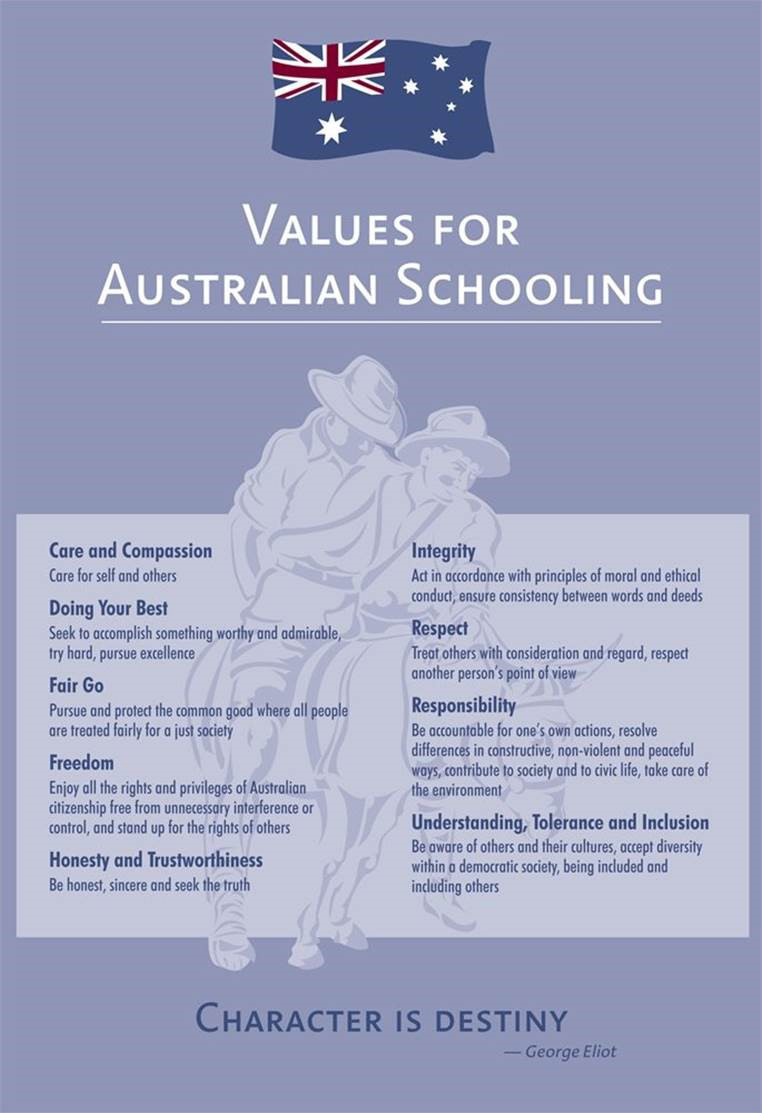 VALUES FOR
AUSTRALIAN SCHOOLING
Care and Compassion
Care for self and others
Doing Your Best
Seek to accomplish something worthy and admirable,
try hard, pursue excellence
Fair Go
Pursue and protect the common good where all people
are treated fairly for a just society
Freedom
Enjoy all the rights and privileges of Australian
citizenship free from unnecessary interference or
control, and stand up for the rights of others
Honesty and Trustworthiness
Be honest, sincere and seek the truth
Integrity
Act in accordance with principles of moral and ethical
conduct, ensure consistency between words and deeds
Respect
Treat others with consideration and regard, respect
another person's point of view
Responsibility
Be accountable for one's own actions, resolve
differences in constructive, non-violent and peaceful
ways, contribute to society and to civic life, take care of
the environment
Understanding, Tolerance and Inclusion
Be aware of others and their cultures, accept diversity
within a democratic society, being included and
including others
CHARACTER IS DESTINY
— George Eliot